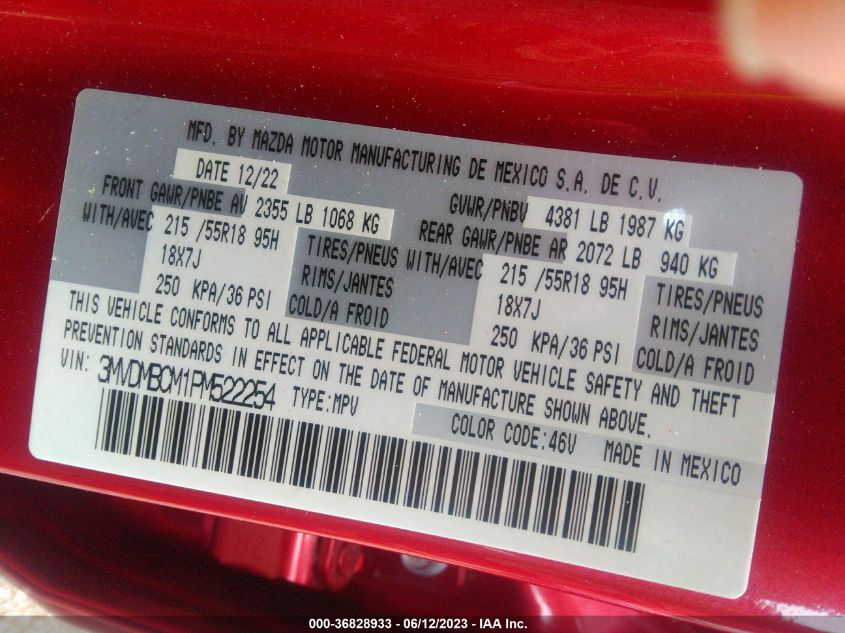 MFD. BY MAZDA MOTOR MANUFACTURING DE MEXICO S.A. DE C.V.
DATE 12/22
GVWR/PNBV 4381 LB 1987 KG
FRONT GAWR/PNBE AV 2355 LB 1068 KG
REAR GAWR/PNBE AR 2072 LB 940 KG
WITH/AVEC 215 /55R18 95H TIRES/PNEUS
18X7J RIMS/JANTES
250 KPA/36 PSI COLD/A FROID
WITH/AVEC 215 /55R18 95H TIRES/PNEUS
18X7J RIMS/JANTES
250 KPA/36 PSI COLD/A FROID
THIS VEHICLE CONFORMS TO ALL APPLICABLE FEDERAL MOTOR VEHICLE SAFETY AND THEFT
PREVENTION STANDARDS IN EFFECT ON THE DATE OF MANUFACTURE SHOWN ABOVE.
VIN: 3MVDMBCM1PM522254 TYPE:MPV
COLOR CODE:46V MADE IN MEXICO
000-36828933 - 06/12/2023 - IAA Inc.